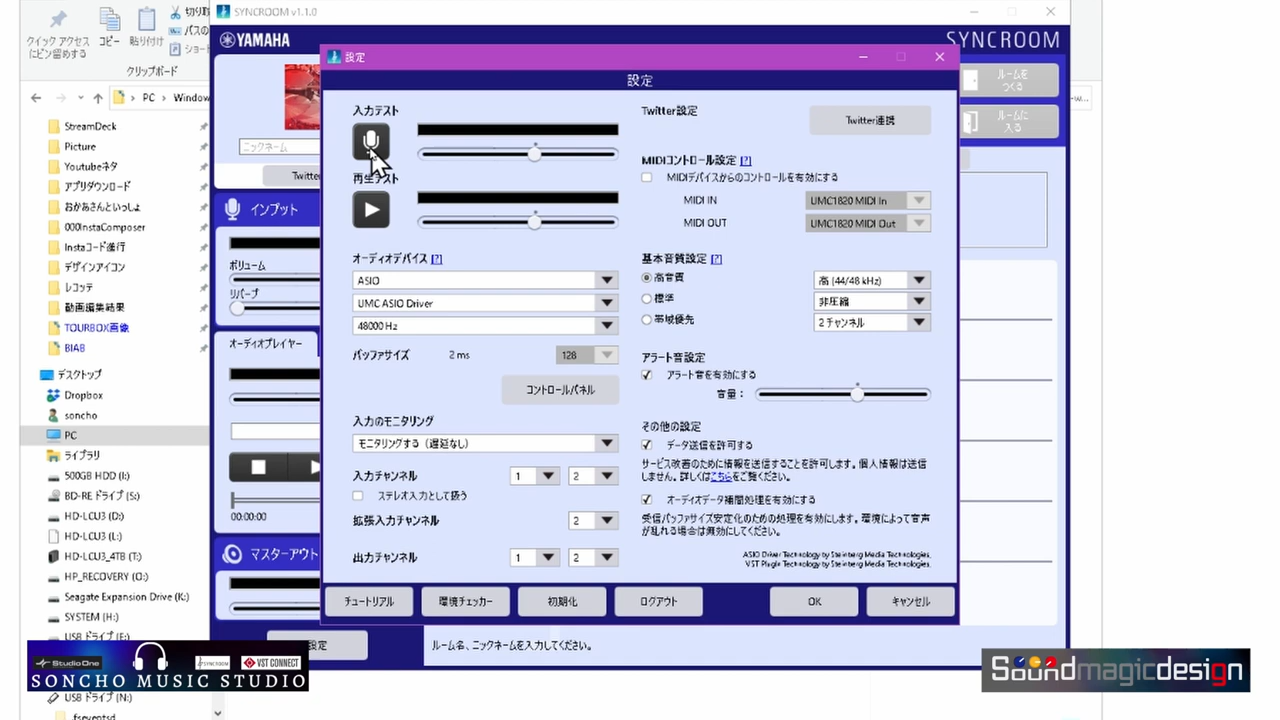 切り取
クイック アクセス
にピン留めする
コピー
貼り付け
パスの
ショー
クリップボード
PC > Window
StreamDeck
Picture
Youtubeネタ
アプリダウンロード
おかあさんといっしょ
000InstaComposer
Instaコード進行
デザインアイコン
レコッテ
動画編集結果
TOURBOX画像
BIAB
デスクトップ
Dropbox
soncho
PC
ライブラリ
500GB HDD (I:)
BD-RE ドライブ (S:)
HD-LCU3 (D:)
HD-LCU3 (L:)
HD-LCU3_4TB (T:)
HP_RECOVERY (O:)
Seagate Expansion Drive (K:)
SYSTEM (H:)
USB ドライブ (E:)
USB ドライブ (N:)
.fseventsd
SYNCROOM v1.1.0
YAMAHA
SYNCROOM
ルームを
つくる
ルームに
入る
ニックネーム
Twitte
インプット
ボリューム
リバーブ
オーディオプレイヤー
00:00:00
マスターアウト
設定
ルーム名、ニックネームを入力してください。
設定
設定
入力テスト
再生テスト
オーディオデバイス [?]
ASIO
UMC ASIO Driver
48000 Hz
バッファサイズ 2 ms 128
コントロールパネル
入力のモニタリング
モニタリングする（遅延なし）
入力チャンネル 1 2
ステレオ入力として扱う
拡張入力チャンネル 2
出力チャンネル 1 2
Twitter設定
Twitter連携
MIDIコントロール設定 [?]
MIDIデバイスからのコントロールを有効にする
MIDI IN UMC1820 MIDI In
MIDI OUT UMC1820 MIDI Out
基本音質設定 [?]
高音質 高 (44/48 kHz)
標準 非圧縮
帯域優先 2 チャンネル
アラート音設定
アラート音を有効にする
音量：
その他の設定
データ送信を許可する
サービス改善のために情報を送信することを許可します。個人情報は送信
しません。詳しくはこちらをご覧ください。
オーディオデータ補間処理を有効にする
受信バッファサイズ安定化のための処理を有効にします。環境によって音声
が乱れる場合は無効にしてください。
ASIO Driver Technology by Steinberg Media Technologies.
VST PlugIn Technology by Steinberg Media Technologies.
チュートリアル
環境チェッカー
初期化
ログアウト
OK
キャンセル
Studio One
SYNCROOM
VST CONNECT
SONCHO MUSIC STUDIO
Soundmagicdesign